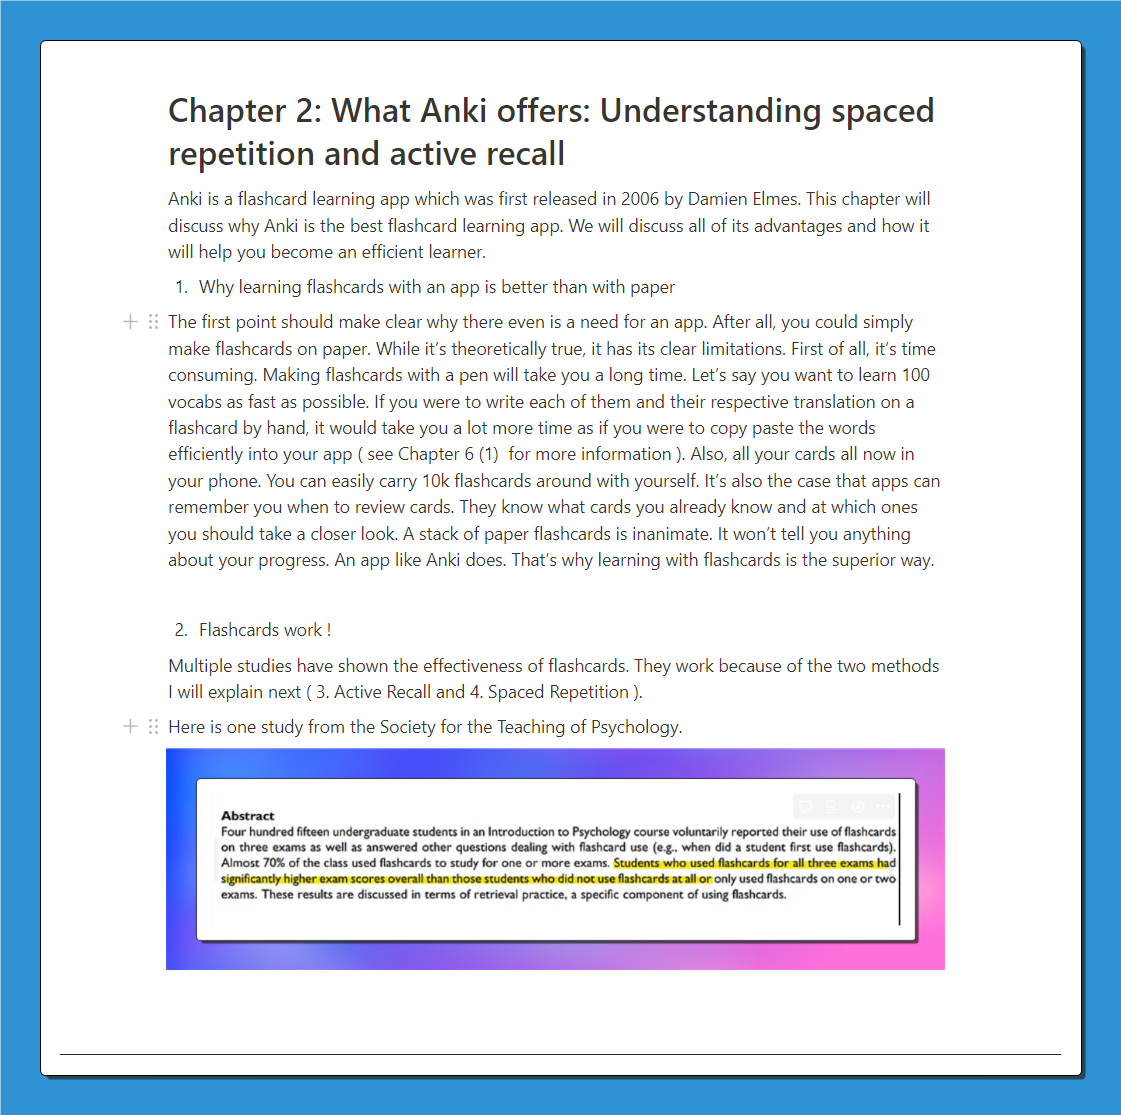 Chapter 2: What Anki offers: Understanding spaced
repetition and active recall
Anki is a flashcard learning app which was first released in 2006 by Damien Elmes. This chapter will
discuss why Anki is the best flashcard learning app. We will discuss all of its advantages and how it
will help you become an efficient learner.
1. Why learning flashcards with an app is better than with paper
The first point should make clear why there even is a need for an app. After all, you could simply
make flashcards on paper. While it’s theoretically true, it has its clear limitations. First of all, it’s time
consuming. Making flashcards with a pen will take you a long time. Let’s say you want to learn 100
vocabs as fast as possible. If you were to write each of them and their respective translation on a
flashcard by hand, it would take you a lot more time as if you were to copy paste the words
efficiently into your app ( see Chapter 6 (1)  for more information ). Also, all your cards all now in
your phone. You can easily carry 10k flashcards around with yourself. It’s also the case that apps can
remember you when to review cards. They know what cards you already know and at which ones
you should take a closer look. A stack of paper flashcards is inanimate. It won’t tell you anything
about your progress. An app like Anki does. That’s why learning with flashcards is the superior way.
2. Flashcards work !
Multiple studies have shown the effectiveness of flashcards. They work because of the two methods
I will explain next ( 3. Active Recall and 4. Spaced Repetition ).
Here is one study from the Society for the Teaching of Psychology.
Abstract
Four hundred fifteen undergraduate students in an Introduction to Psychology course voluntarily reported their use of flashcards
on three exams as well as answered other questions dealing with flashcard use (e.g., when did a student first use flashcards).
Almost 70% of the class used flashcards to study for one or more exams. Students who used flashcards for all three exams had
significantly higher exam scores overall than those students who did not use flashcards at all or only used flashcards on one or two
exams. These results are discussed in terms of retrieval practice, a specific component of using flashcards.